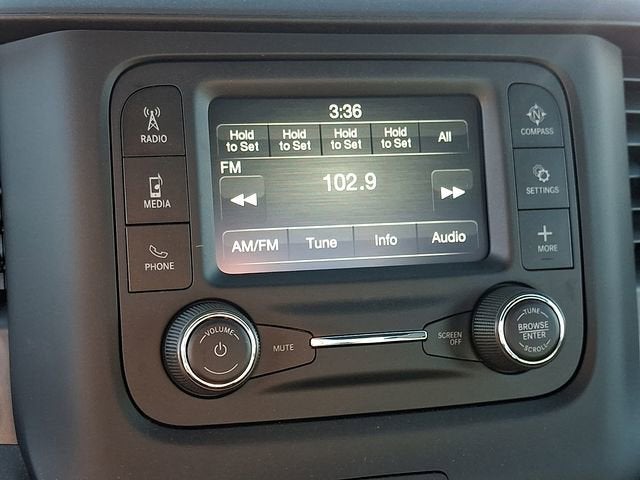 3:36
Hold to Set
Hold to Set
Hold to Set
Hold to Set
All
FM
102.9
AM/FM Tune Info Audio
RADIO
MEDIA
PHONE
N
COMPASS
SETTINGS
MORE
VOLUME
MUTE
SCREEN
OFF
TUNE
BROWSE
ENTER
SCROLL